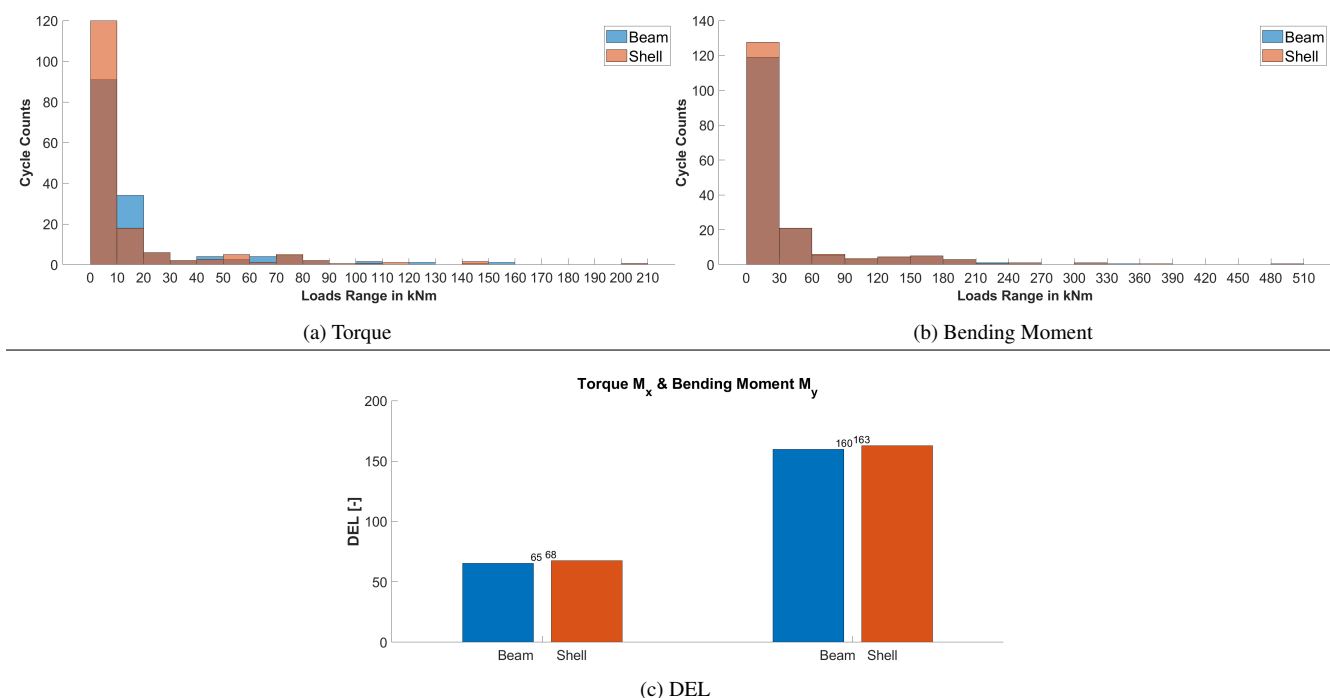 120
100
80
60
40
20
0
Cycle Counts
Beam
Shell
0 10 20 30 40 50 60 70 80 90 100 110 120 130 140 150 160 170 180 190 200 210
Loads Range in kNm
(a) Torque
140
120
100
80
60
40
20
0
Cycle Counts
Beam
Shell
0 30 60 90 120 150 180 210 240 270 300 330 360 390 420 450 480 510
Loads Range in kNm
(b) Bending Moment
Torque M_x & Bending Moment M_y
200
150
100
50
0
DEL [-]
65 68
160 163
Beam Shell Beam Shell
(c) DEL